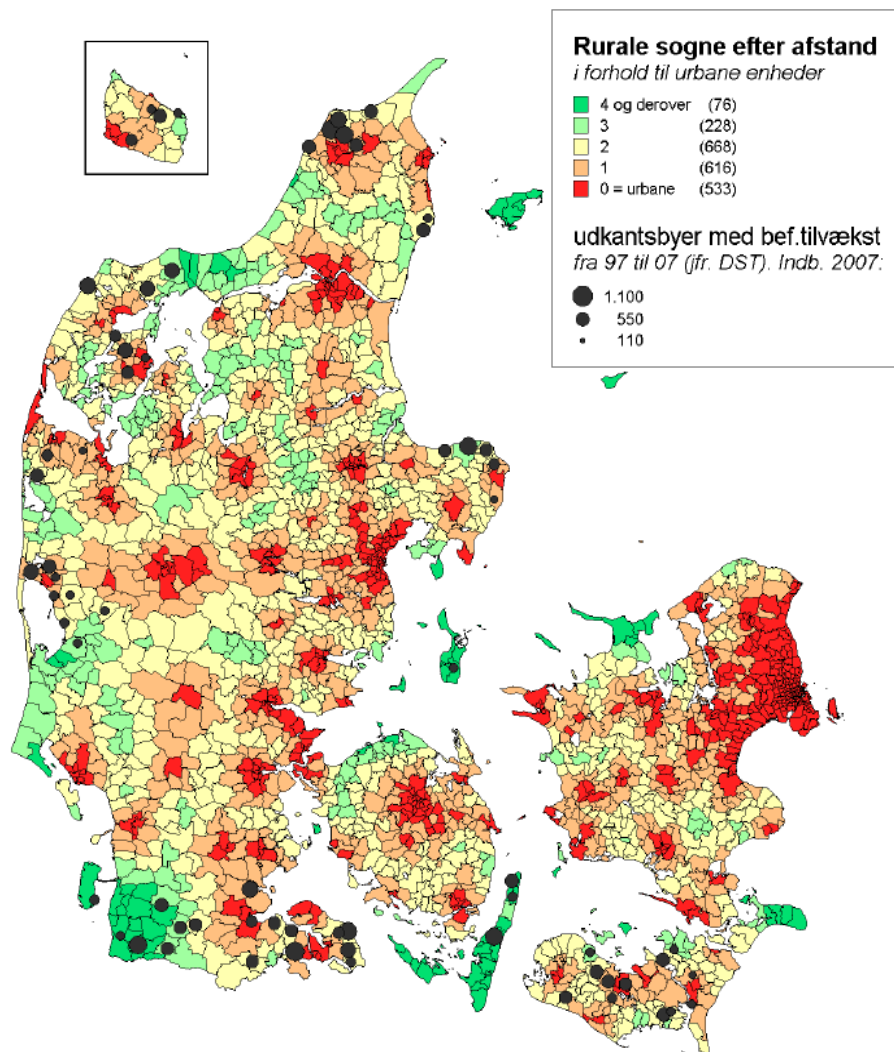 Rurale sogne efter afstand
i forhold til urbane enheder
4 og derover (76)
3 (228)
2 (668)
1 (616)
0 = urbane (533)
udkantsbyer med bef.tilvækst
fra 97 til 07 (jfr. DST). Indb. 2007:
1.100
550
110